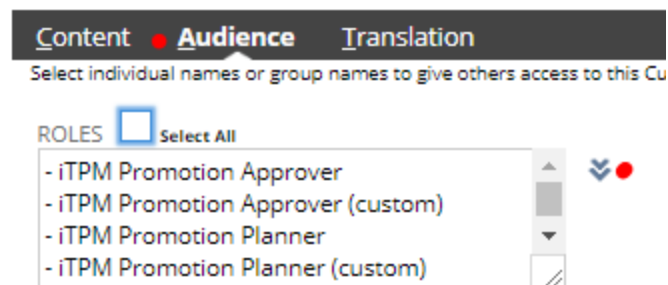 Content Audience Translation
Select individual names or group names to give others access to this Cu
ROLES Select All
- iTPM Promotion Approver
- iTPM Promotion Approver (custom)
- iTPM Promotion Planner
- iTPM Promotion Planner (custom)